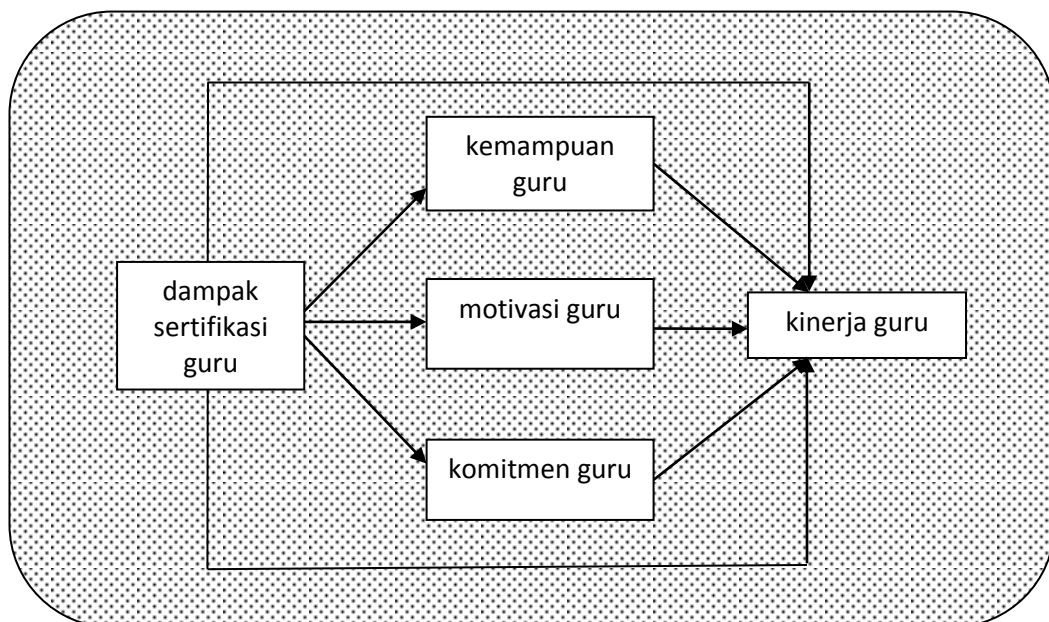 kemampuan
guru
dampak
sertifikasi
guru
motivasi guru
kinerja guru
komitmen guru